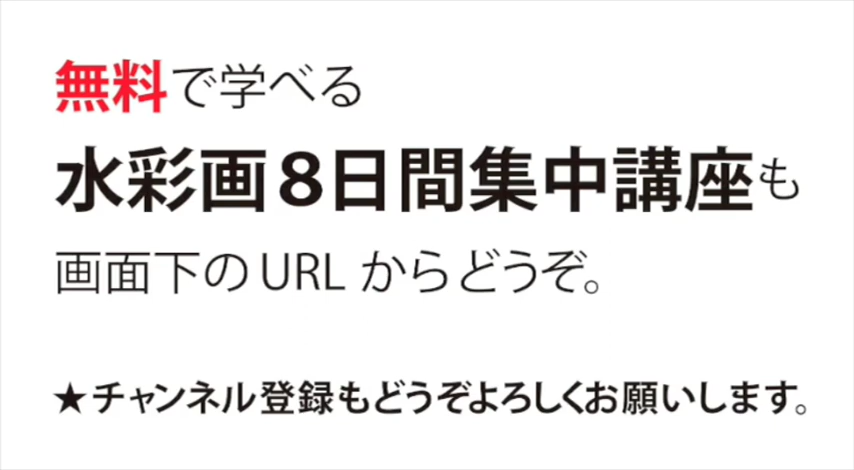 無料で学べる
水彩画8日間集中講座も
画面下のURLからどうぞ。
★チャンネル登録もどうぞよろしくお願いします。